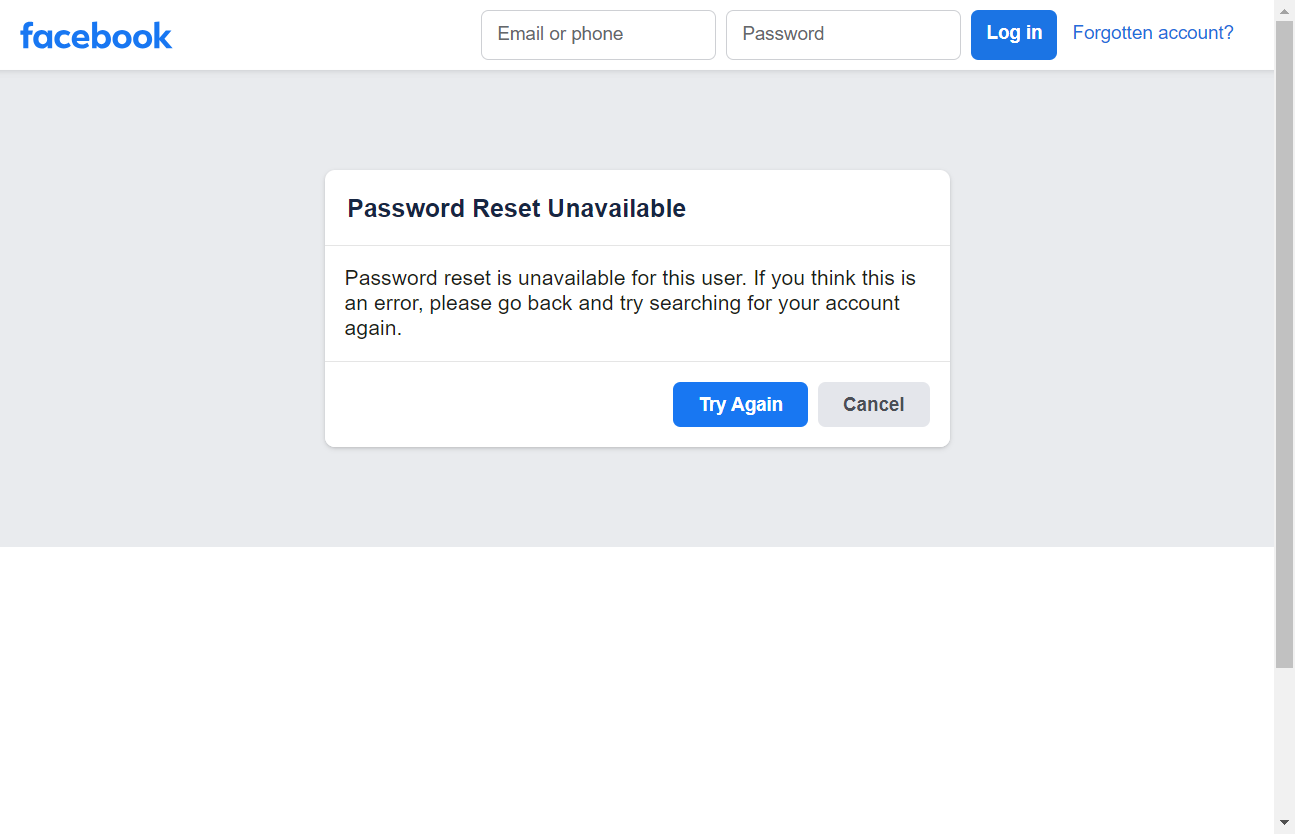 facebook
Email or phone
Password
Log in
Forgotten account?
Password Reset Unavailable
Password reset is unavailable for this user. If you think this is
an error, please go back and try searching for your account
again.
Try Again
Cancel